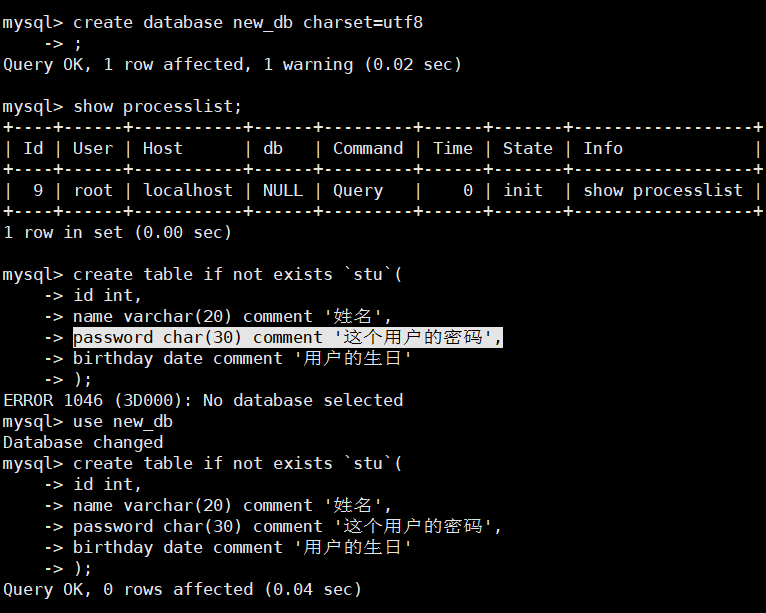 mysql> create database new_db charset=utf8
    -> ;
Query OK, 1 row affected, 1 warning (0.02 sec)

mysql> show processlist;
+----+------+-----------+------+---------+------+-------+------------------+
| Id | User | Host      | db   | Command | Time | State | Info             |
+----+------+-----------+------+---------+------+-------+------------------+
|  9 | root | localhost | NULL | Query   |    0 | init  | show processlist |
+----+------+-----------+------+---------+------+-------+------------------+
1 row in set (0.00 sec)

mysql> create table if not exists `stu`(
    -> id int,
    -> name varchar(20) comment '姓名',
    -> password char(30) comment '这个用户的密码',
    -> birthday date comment '用户的生日'
    -> );
ERROR 1046 (3D000): No database selected
mysql> use new_db
Database changed
mysql> create table if not exists `stu`(
    -> id int,
    -> name varchar(20) comment '姓名',
    -> password char(30) comment '这个用户的密码',
    -> birthday date comment '用户的生日'
    -> );
Query OK, 0 rows affected (0.04 sec)